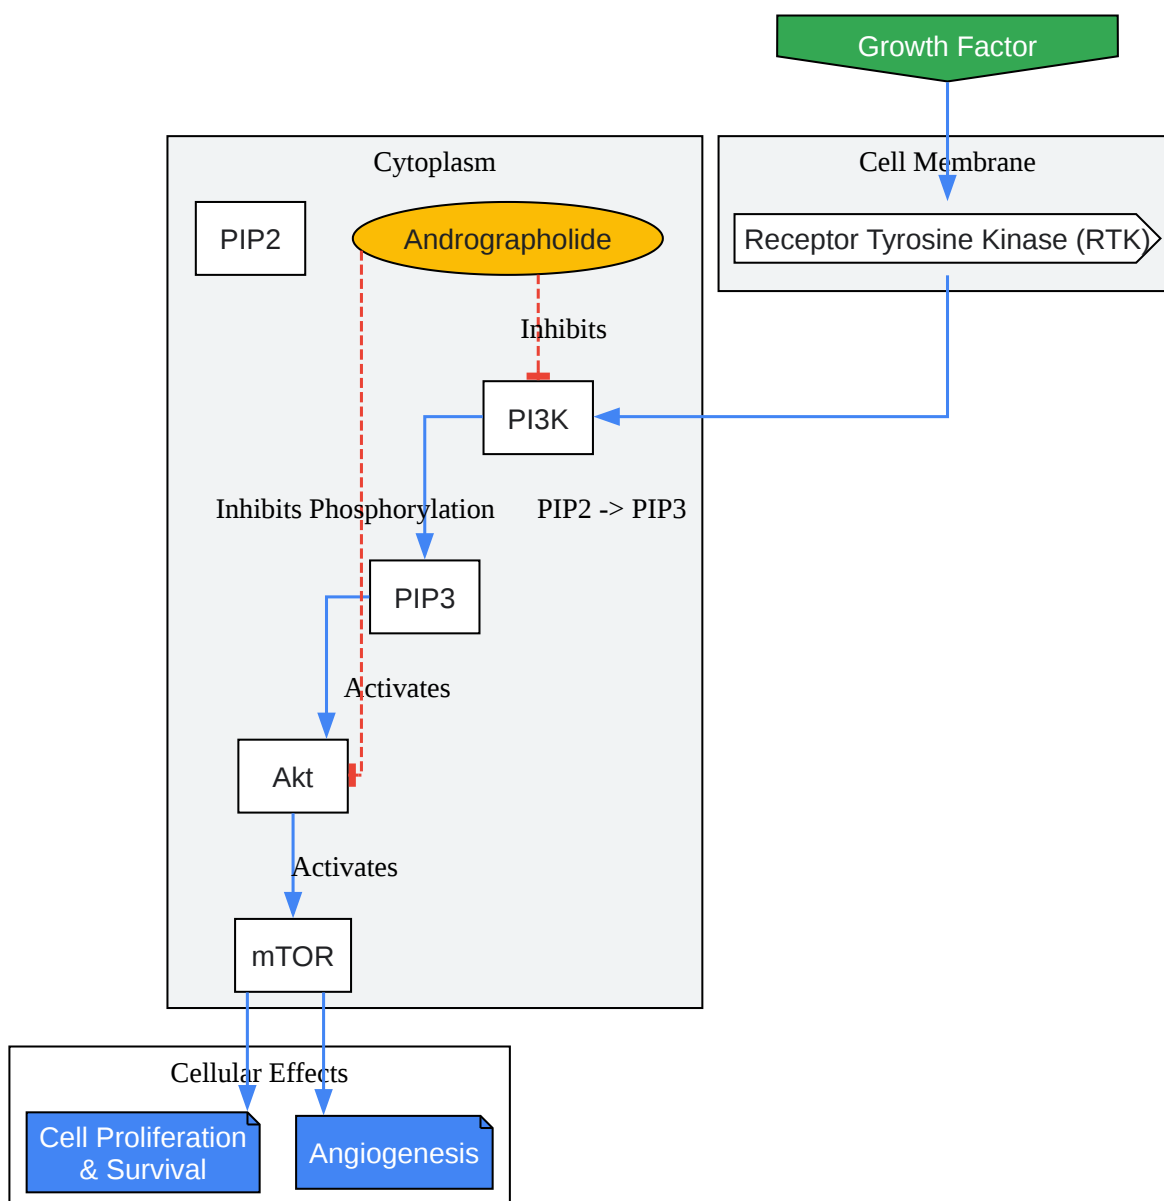 Growth Factor
Cytoplasm
Cell Membrane
PIP2
Andrographolide
Receptor Tyrosine Kinase (RTK)
Inhibits
PI3K
Inhibits Phosphorylation
PIP2 -> PIP3
PIP3
Activates
Akt
Activates
mTOR
Cellular Effects
Cell Proliferation
& Survival
Angiogenesis